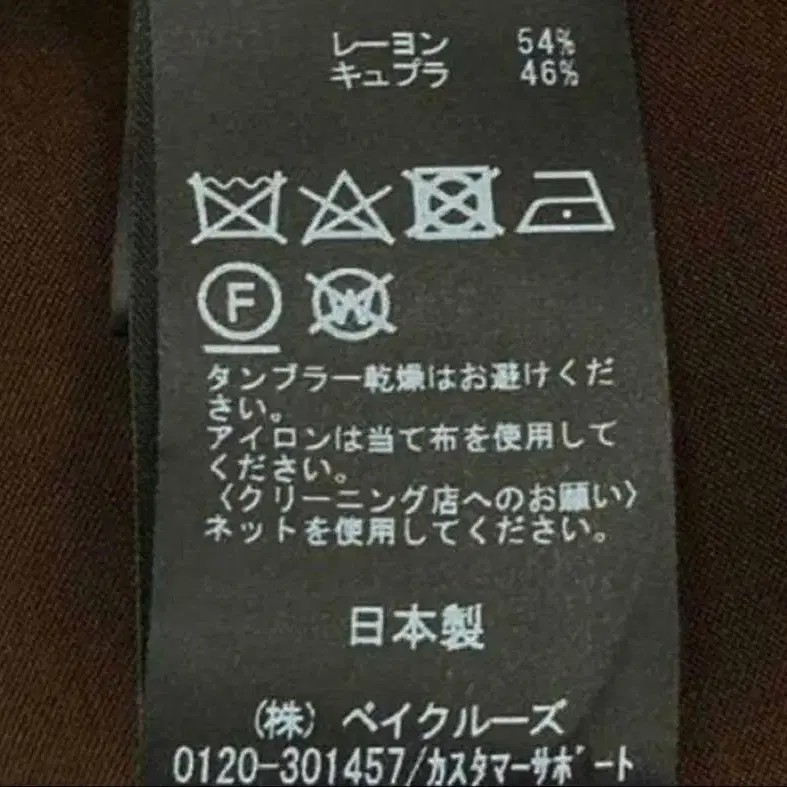 レーヨン 54%
キュプラ 46%
F W
タンブラー乾燥はお避けくだ
さい。
アイロンは当て布を使用して
ください。
〈クリーニング店へのお願い〉
ネットを使用してください。
日本製
(株) ベイクルーズ
0120-301457/カスタマーサポート